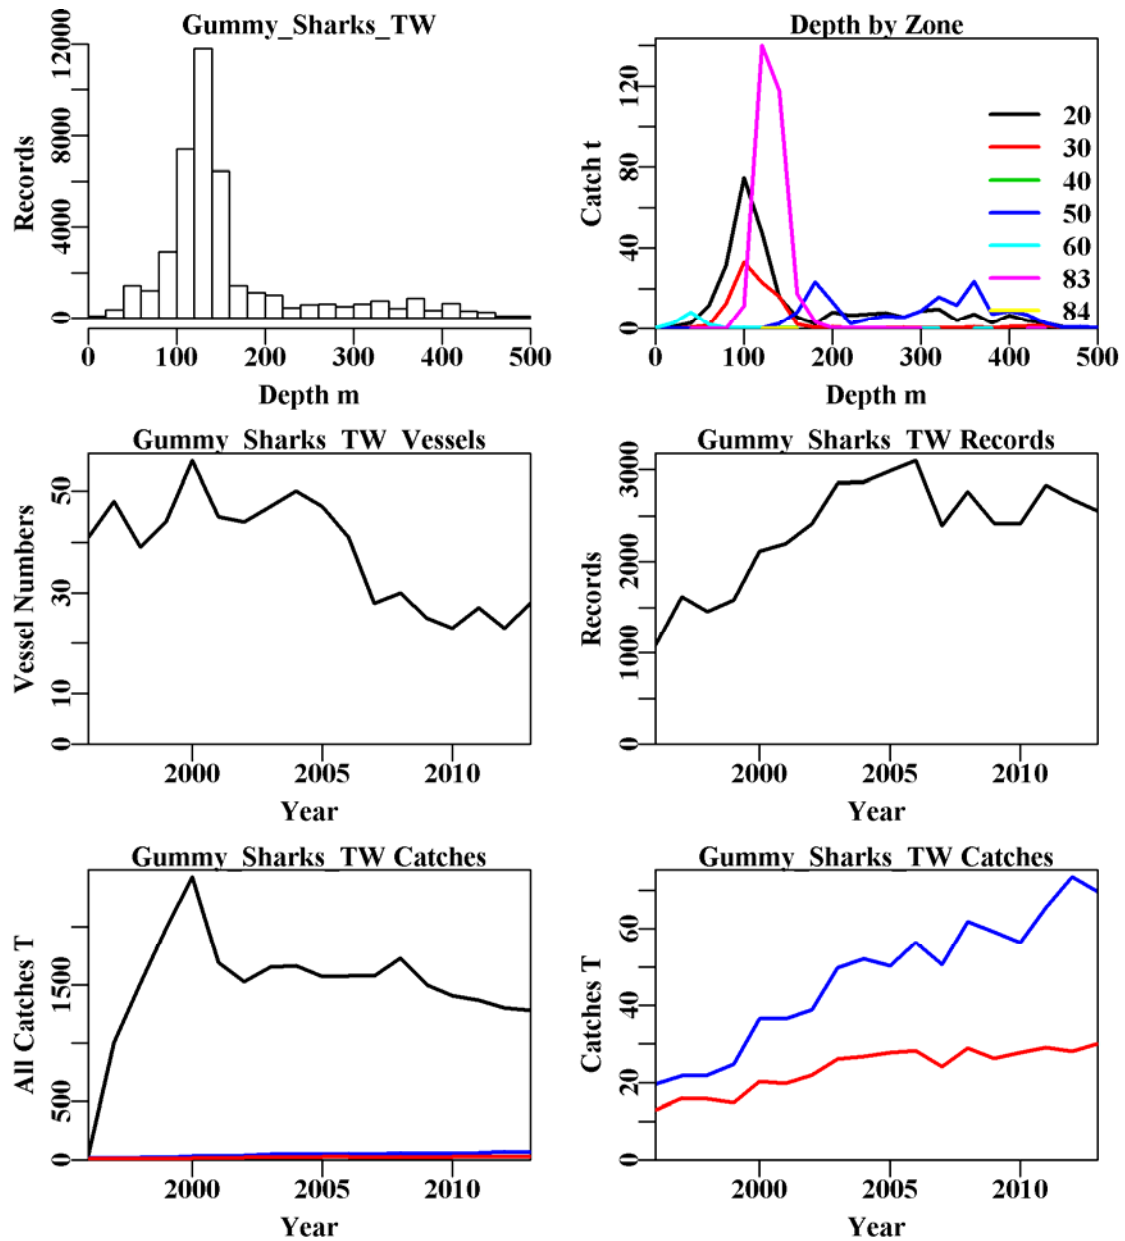 Gummy_Sharks_TW
Records
0 4000 8000 12000
0 100 200 300 400 500
Depth m
Depth by Zone
Catch t
0 40 80 120
20
30
40
50
60
83
84
0 100 200 300 400 500
Depth m
Gummy_Sharks_TW_Vessels
Vessel Numbers
0 10 30 50
2000 2005 2010
Year
Gummy_Sharks_TW Records
Records
0 1000 2000 3000
2000 2005 2010
Year
Gummy_Sharks_TW Catches
All Catches T
0 500 1500
2000 2005 2010
Year
Gummy_Sharks_TW Catches
Catches T
0 20 40 60
2000 2005 2010
Year